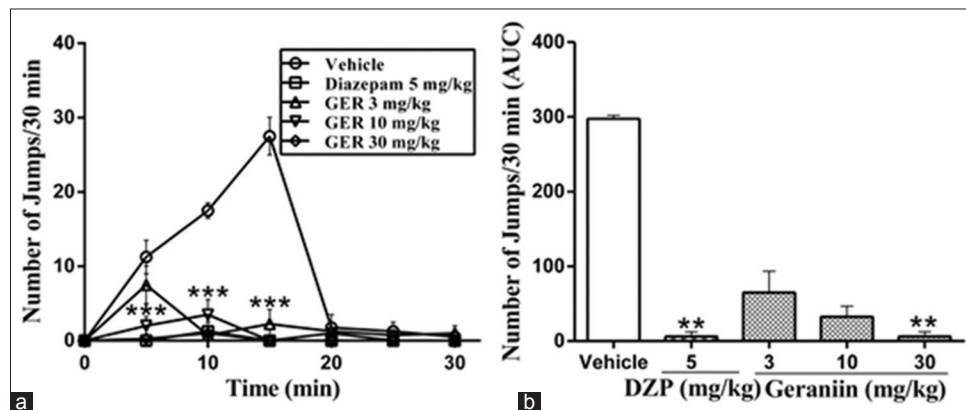 Number of Jumps/30 min
40
30
20
10
0
Vehicle
Diazepam 5 mg/kg
GER 3 mg/kg
GER 10 mg/kg
GER 30 mg/kg
***
***
***
0
10
20
30
Time (min)
a
Number of Jumps/30 min (AUC)
400
300
200
100
0
**
**
Vehicle
5
3
10
30
DZP (mg/kg)
Geraniin (mg/kg)
b